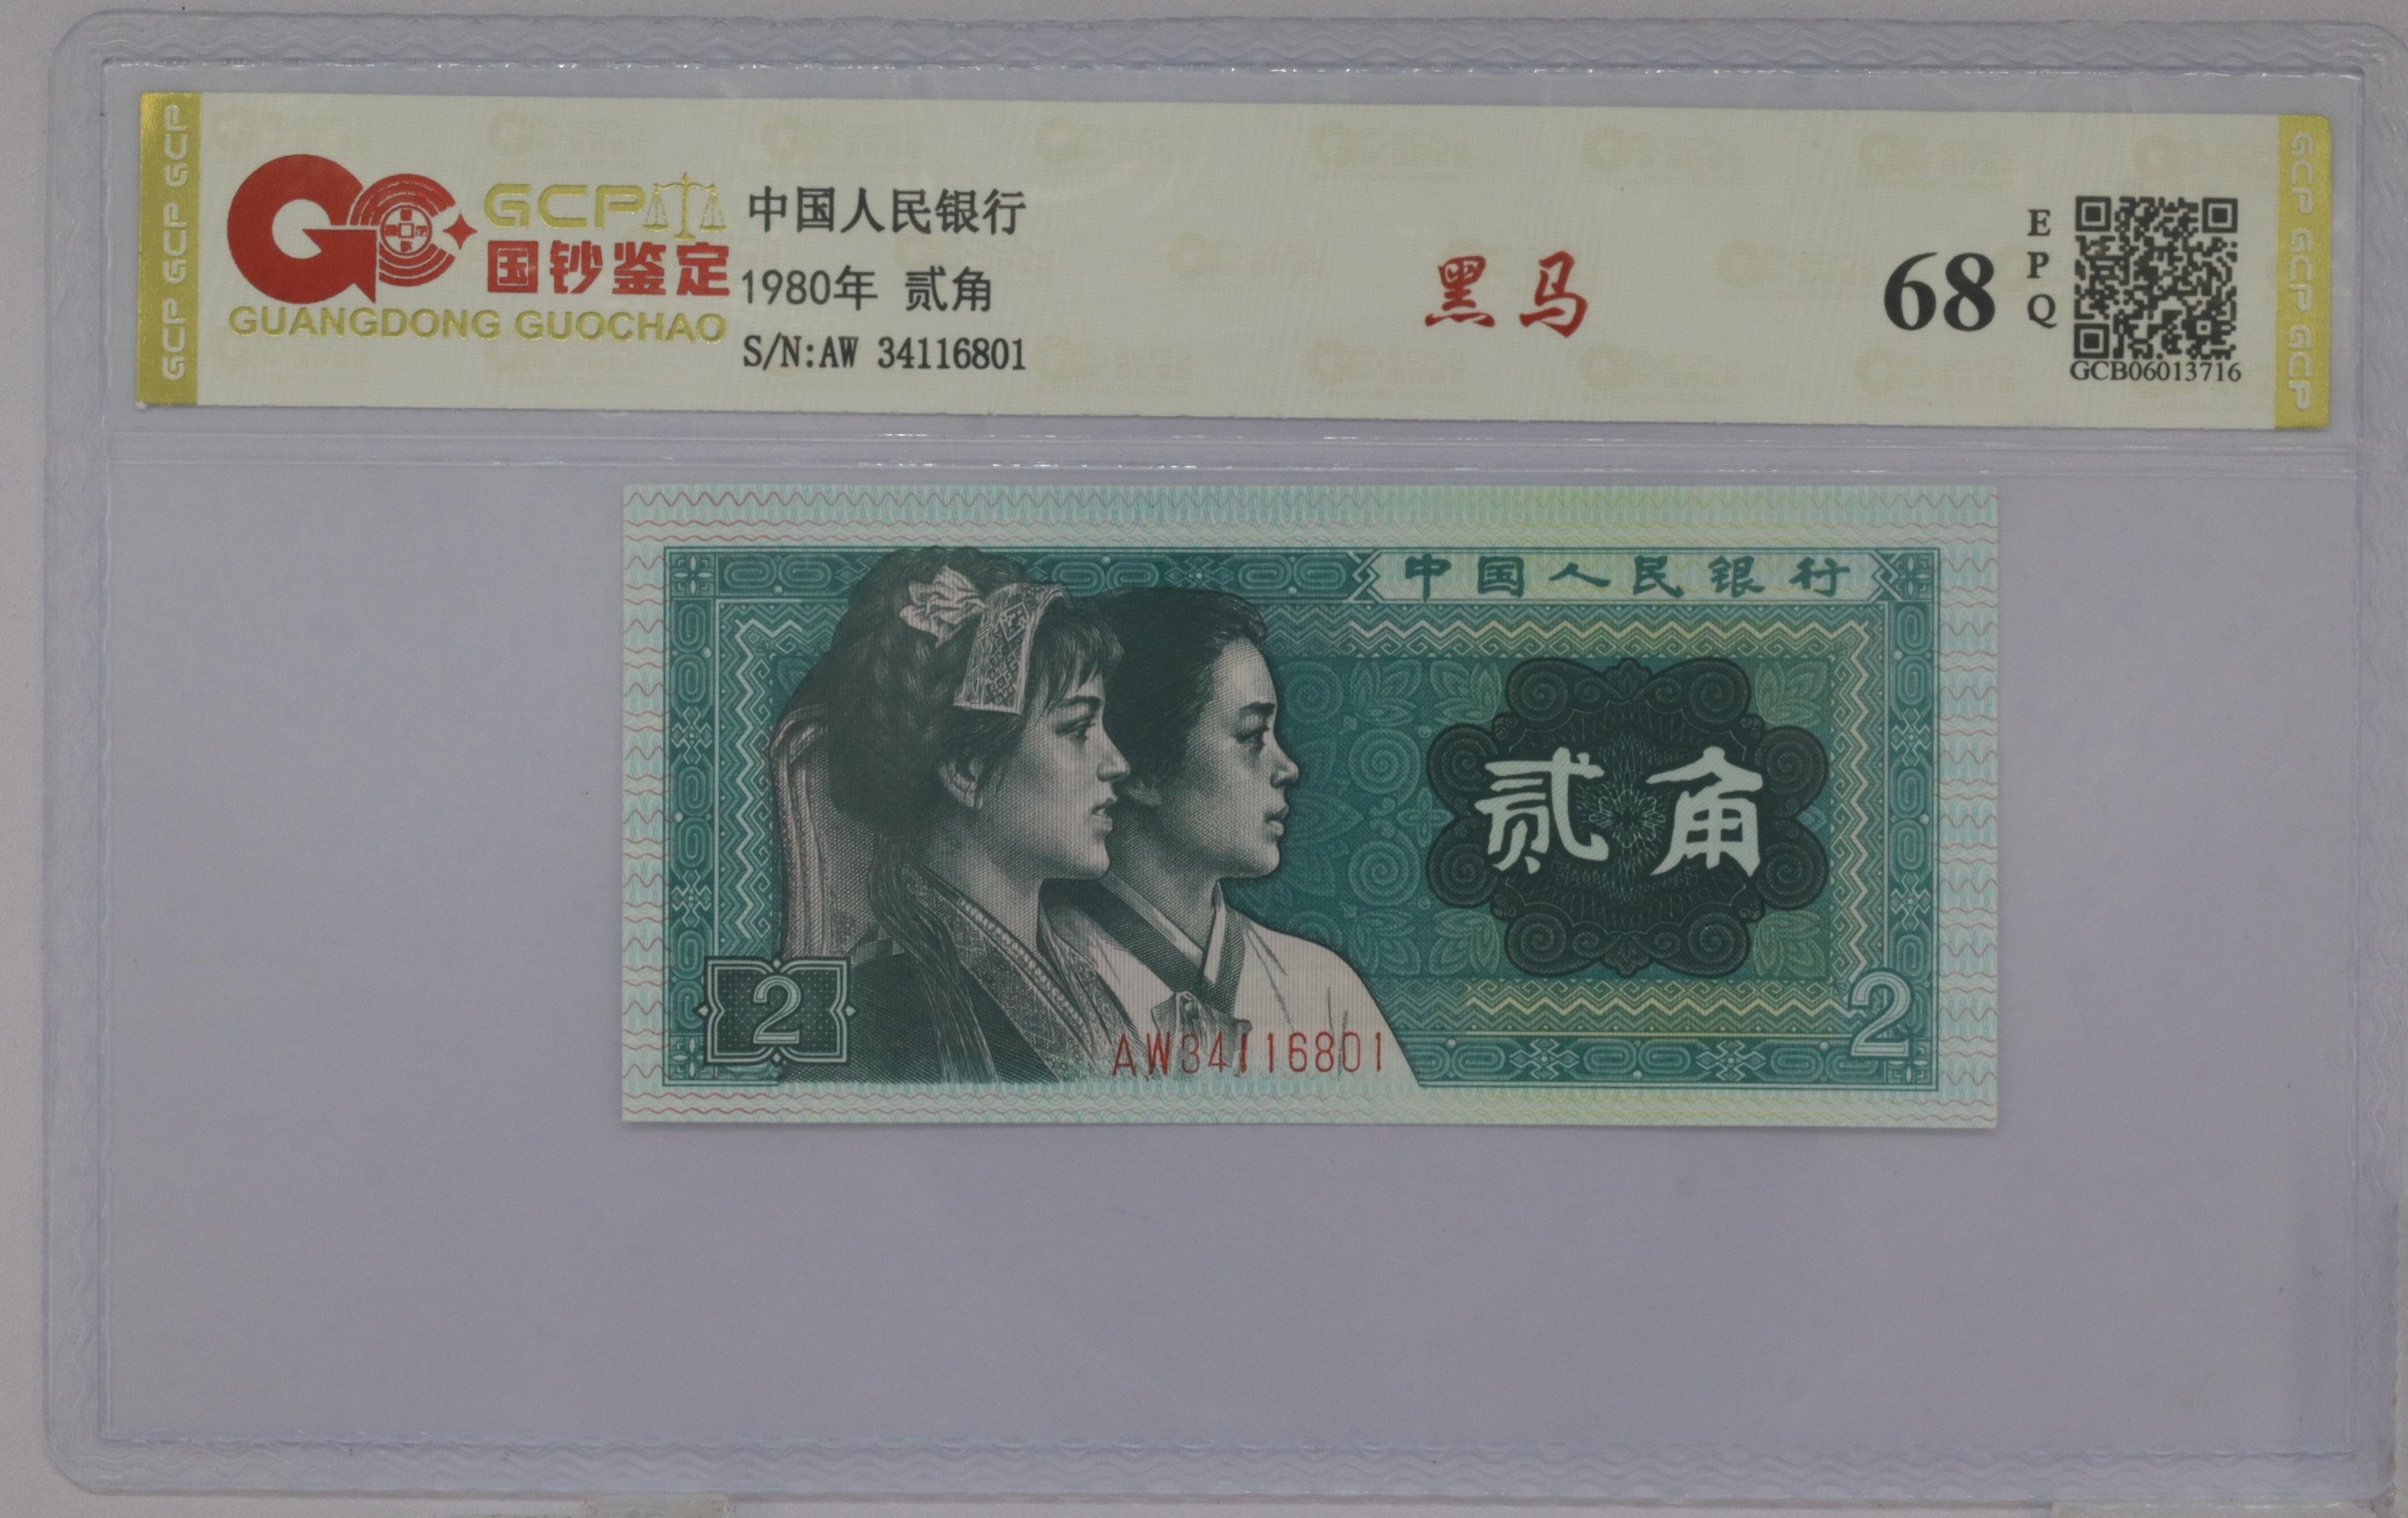 GCP GCP GCP
GCP
国钞鉴定
GUANGDONG GUOCHAO
中国人民银行
1980年 贰角
S/N:AW 34116801
黑马
68
EPQ
GCB06013716
GCP GCP GCP
中国人民银行
贰角
2
2
AW34116801